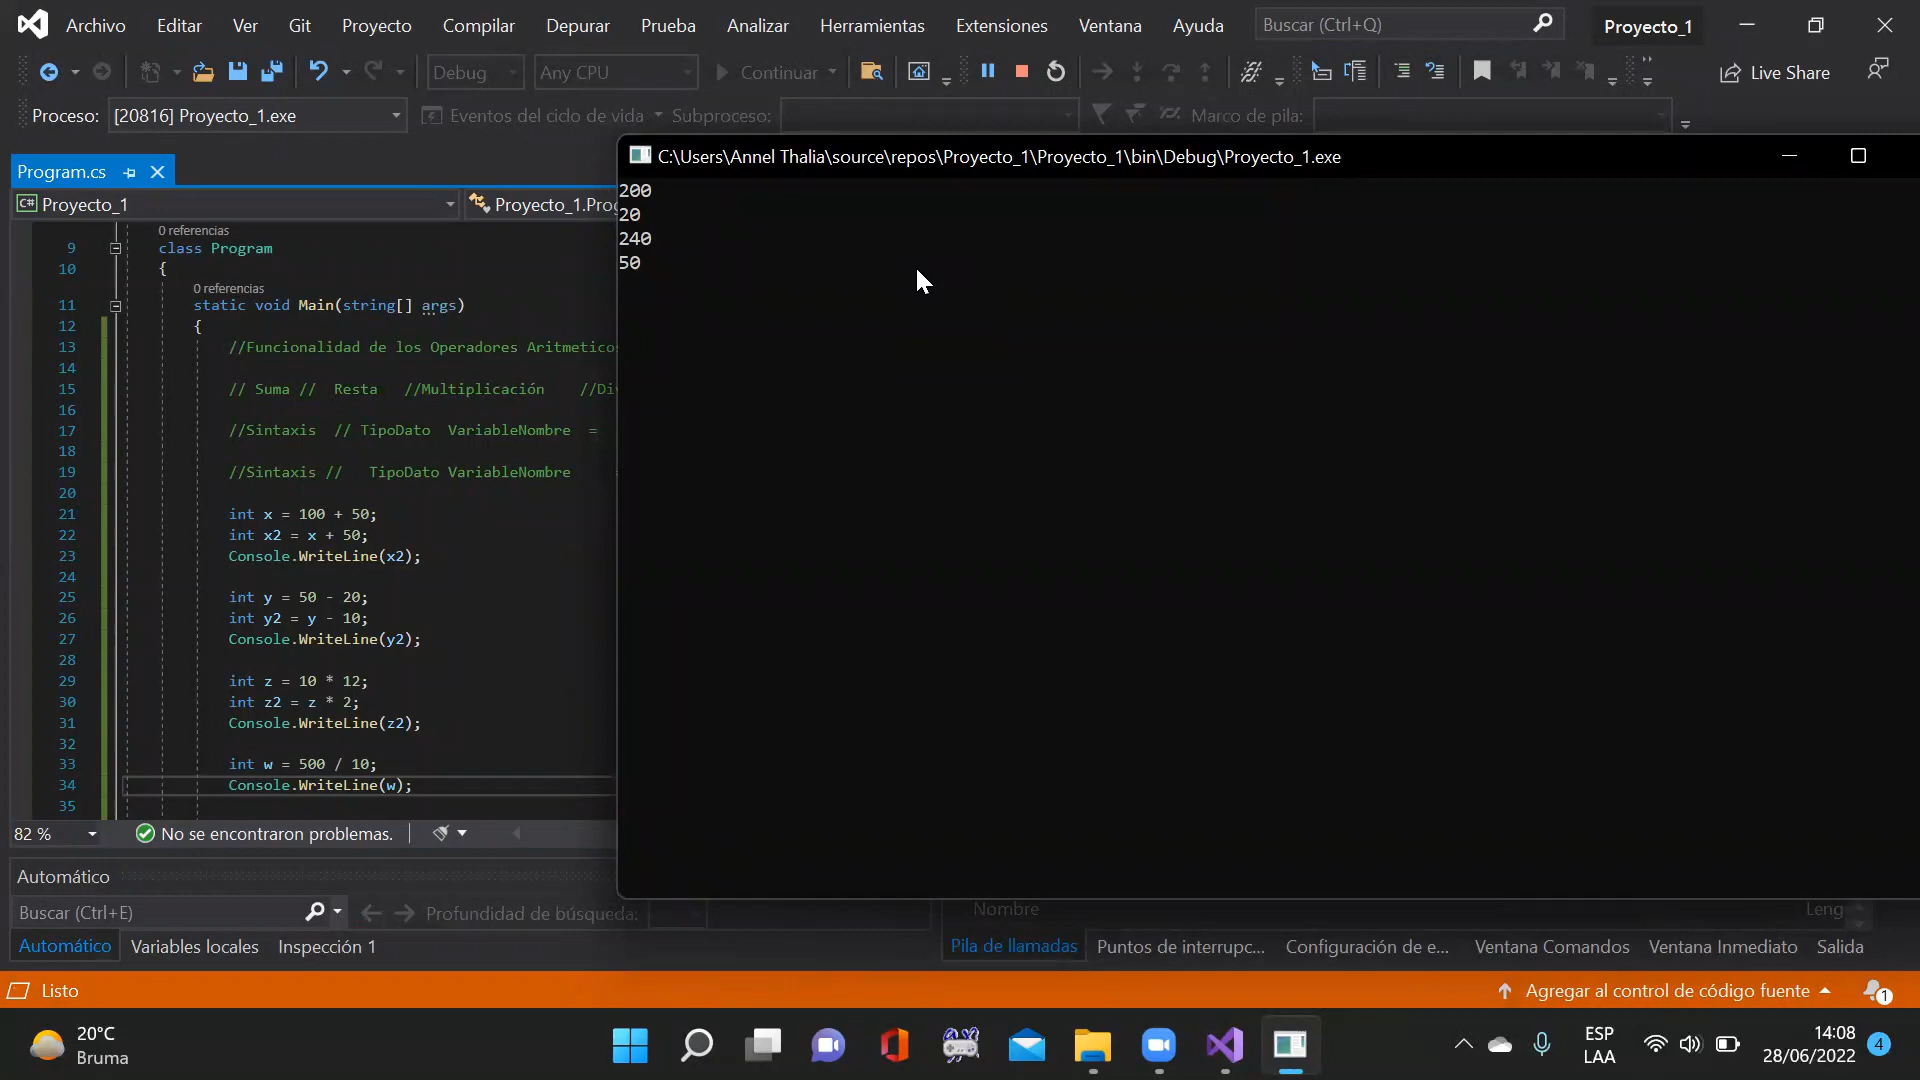 Archivo Editar Ver Git Proyecto Compilar Depurar Prueba Analizar Herramientas Extensiones Ventana Ayuda Buscar (Ctrl+Q) Proyecto_1
Debug Any CPU Continuar Live Share
Proceso: [20816] Proyecto_1.exe Eventos del ciclo de vida Subproceso: Marco de pila:
C:\Users\Annel Thalia\source\repos\Proyecto_1\Proyecto_1\bin\Debug\Proyecto_1.exe
200
20
240
50
Program.cs
C# Proyecto_1 Proyecto_1.Prog
0 referencias
9 class Program
10 {
0 referencias
11 static void Main(string[] args)
12 {
13 //Funcionalidad de los Operadores Aritmeticos
14
15 // Suma // Resta //Multiplicación //Di
16
17 //Sintaxis // TipoDato VariableNombre =
18
19 //Sintaxis // TipoDato VariableNombre
20
21 int x = 100 + 50;
22 int x2 = x + 50;
23 Console.WriteLine(x2);
24
25 int y = 50 - 20;
26 int y2 = y - 10;
27 Console.WriteLine(y2);
28
29 int z = 10 * 12;
30 int z2 = z * 2;
31 Console.WriteLine(z2);
32
33 int w = 500 / 10;
34 Console.WriteLine(w);
35
82 % No se encontraron problemas.
Automático
Buscar (Ctrl+E) Profundidad de búsqueda:
Nombre Leng
Automático Variables locales Inspección 1
Pila de llamadas Puntos de interrupc... Configuración de e... Ventana Comandos Ventana Inmediato Salida
Listo Agregar al control de código fuente 1
20°C
Bruma
ESP
LAA
14:08
28/06/2022
4